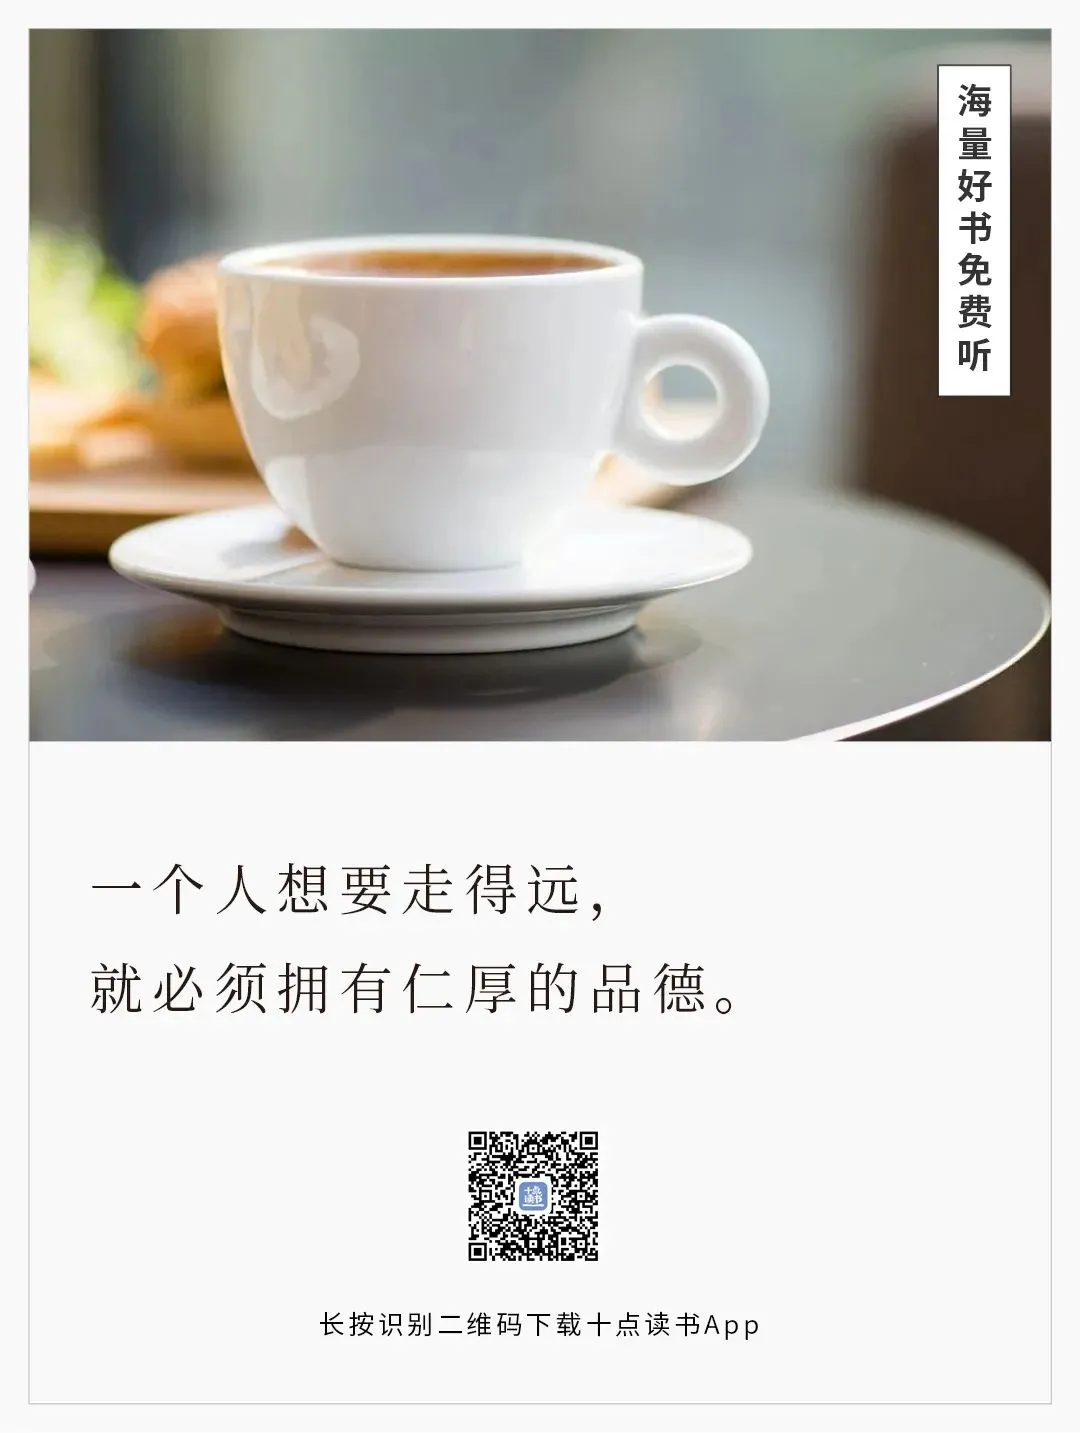 海量好书免费听
一个人想要走得远，
就必须拥有仁厚的品德。
十点
读书
长按识别二维码下载十点读书App